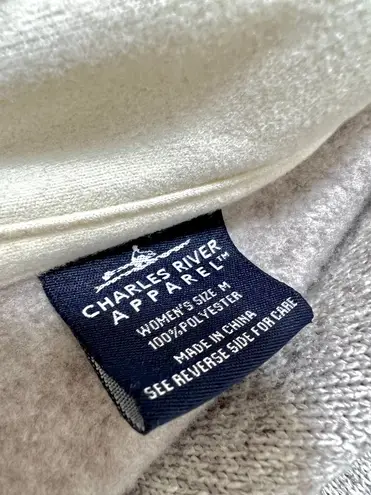 CHARLES RIVER
APPAREL™
WOMEN'S SIZE M
100% POLYESTER
MADE IN CHINA
SEE REVERSE SIDE FOR CARE